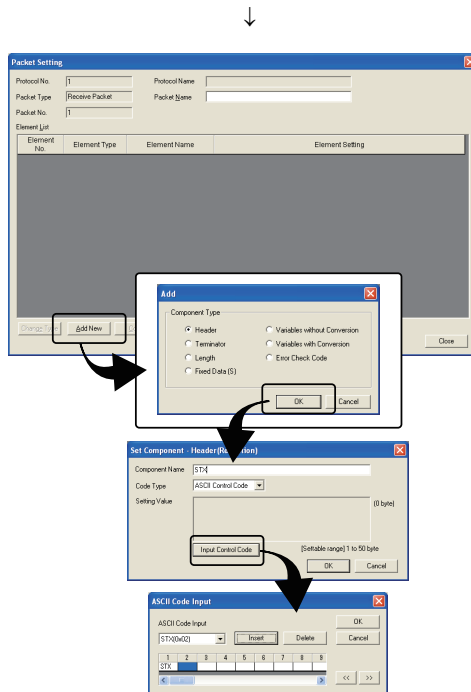 ↓
Packet Setting
Protocol No. 1 Protocol Name
Packet Type Receive Packet Packet Name
Packet No. 1
Element List
Element No. Element Type Element Name Element Setting
Change Type Add New
Close
Add
Component Type
Header Variables without Conversion
Terminator Variables with Conversion
Length Error Check Code
Fixed Data (S)
OK Cancel
Set Component - Header(
Component Name STX
Code Type ASCII Control Code
Setting Value (0 byte)
Input Control Code [Settable range] 1 to 50 byte
OK Cancel
ASCII Code Input
ASCII Code Input OK
STX(0x02) Insert Delete Cancel
1 2 3 4 5 6 7 8 9
STX
<< >>